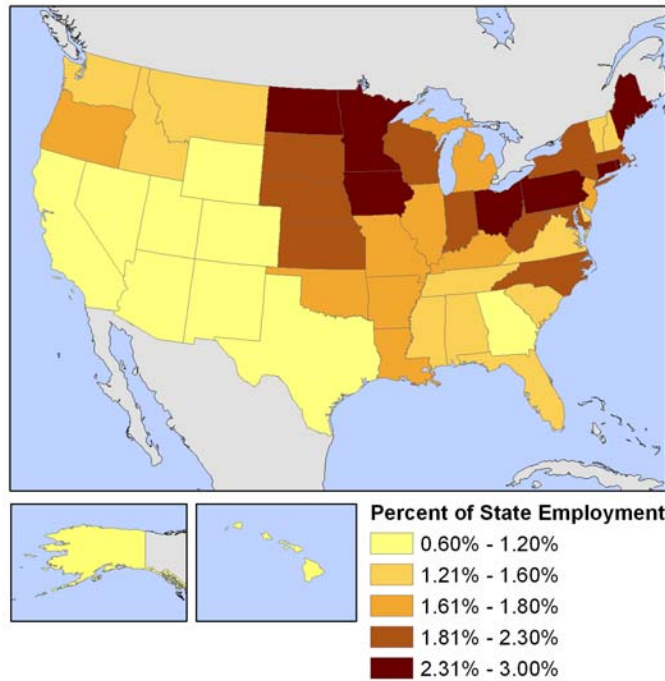 Percent of State Employment
0.60% - 1.20%
1.21% - 1.60%
1.61% - 1.80%
1.81% - 2.30%
2.31% - 3.00%